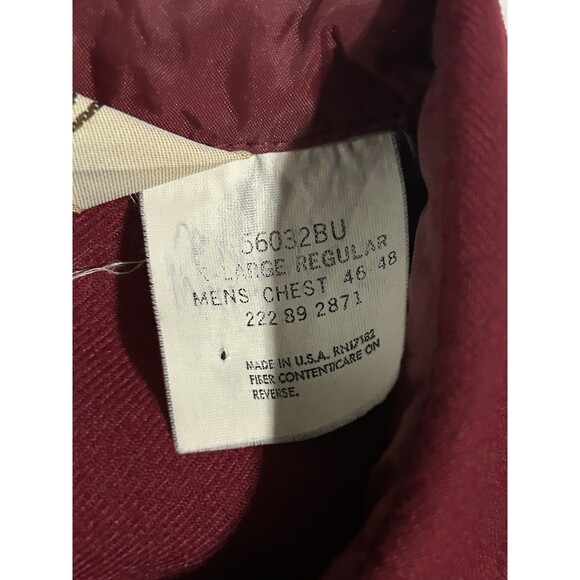 56032BU
X-LARGE REGULAR
MENS CHEST 46 48
222 89 2871
MADE IN U.S.A. RN17182
FIBER CONTENT/CARE ON
REVERSE.